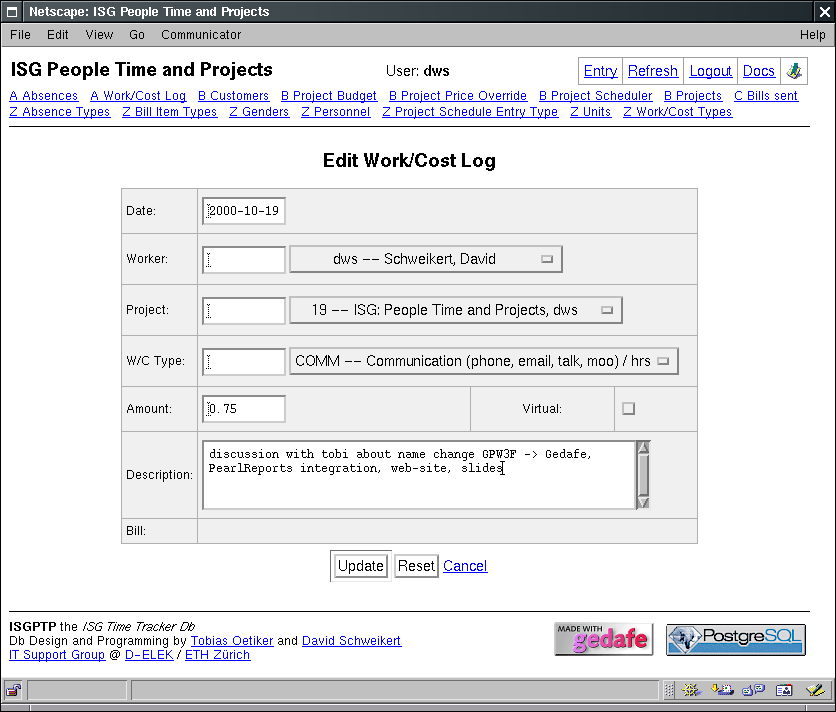 Netscape: ISG People Time and Projects
File Edit View Go Communicator Help
ISG People Time and Projects User: dws Entry Refresh Logout Docs
A Absences A Work/Cost Log B Customers B Project Budget B Project Price Override B Project Scheduler B Projects C Bills sent
Z Absence Types Z Bill Item Types Z Genders Z Personnel Z Project Schedule Entry Type Z Units Z Work/Cost Types
Edit Work/Cost Log
Date: 2000-10-19
Worker: dws -- Schweikert, David
Project: 19 -- ISG: People Time and Projects, dws
W/C Type: COMM -- Communication (phone, email, talk, moo) / hrs
Amount: 0.75 Virtual:
Description: discussion with tobi about name change GPW3F -> Gedafe,
PearlReports integration, web-site, slides
Bill:
Update Reset Cancel
ISGPTP the ISG Time Tracker Db
Db Design and Programming by Tobias Oetiker and David Schweikert
IT Support Group @ D-ELEK / ETH Zürich
MADE WITH
gedafe
PostgreSQL